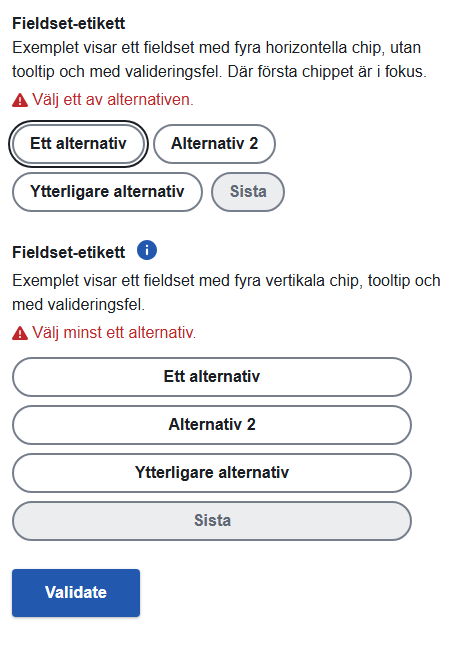 Fieldset-etikett
Exemplet visar ett fieldset med fyra horizontella chip, utan
tooltip och med valideringsfel. Där första chippet är i fokus.
Välj ett av alternativen.
Ett alternativ
Alternativ 2
Ytterligare alternativ
Sista
Fieldset-etikett
Exemplet visar ett fieldset med fyra vertikala chip, tooltip och
med valideringsfel.
Välj minst ett alternativ.
Ett alternativ
Alternativ 2
Ytterligare alternativ
Sista
Validate